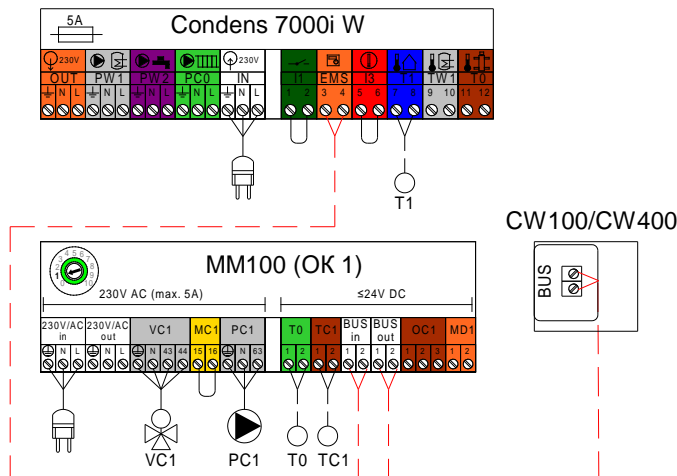 5A
Condens 7000i W
230V 230V
OUT PW1 PW2 PC0 IN I1 EMS I3 T1 TW1 T0
N L N L N L N L N L 1 2 3 4 5 6 7 8 9 10 11 12
T1
CW100/CW400
BUS
MM100 (OK 1)
230V AC (max. 5A) ≤24V DC
230V/AC in 230V/AC out VC1 MC1 PC1 T0 TC1 BUS in BUS out OC1 MD1
N L N L N 43 44 15 16 N 63 1 2 1 2 1 2 1 2 1 2 3 1 2
VC1 PC1 T0 TC1